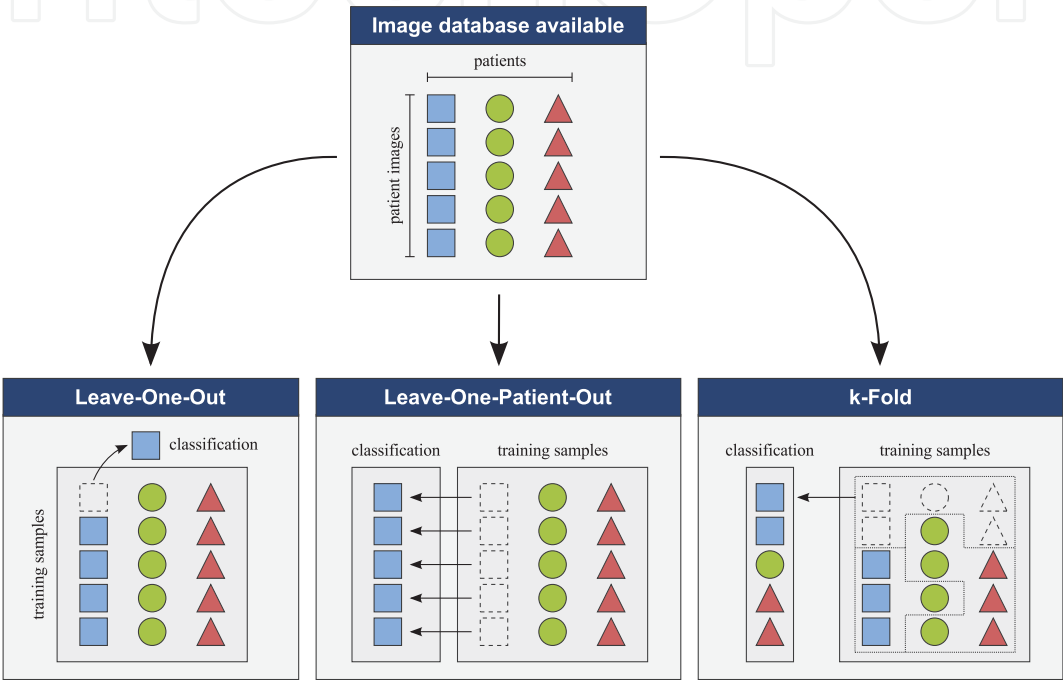 Image database available
patients
patient images
Leave-One-Out
classification
training samples
Leave-One-Patient-Out
classification training samples
k-Fold
classification training samples